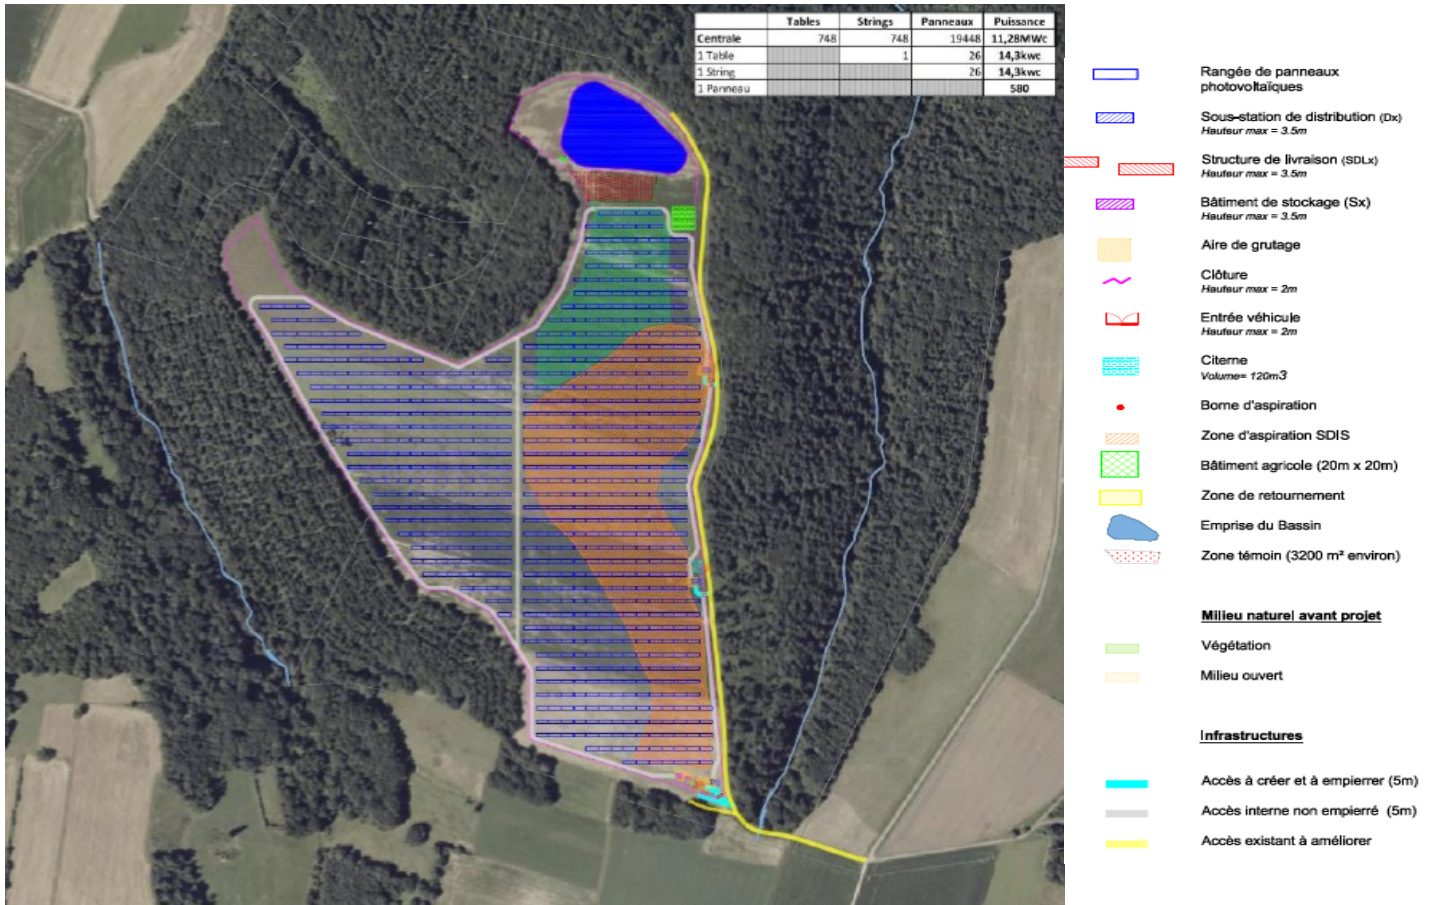 Tables Strings Panneaux Puissance
Centrale 748 748 19448 11,28MWc
1 Table 1 26 14,3kwc
1 String 26 14,3kwc
1 Panneau 580
Rangée de panneaux
photovoltaïques
Sous-station de distribution (Dx)
Hauteur max = 3.5m
Structure de livraison (SDLx)
Hauteur max = 3.5m
Bâtiment de stockage (Sx)
Hauteur max = 3.5m
Aire de grutage
Clôture
Hauteur max = 2m
Entrée véhicule
Hauteur max = 2m
Citerne
Volume= 120m3
Borne d'aspiration
Zone d'aspiration SDIS
Bâtiment agricole (20m x 20m)
Zone de retournement
Emprise du Bassin
Zone témoin (3200 m² environ)
Milieu naturel avant projet
Végétation
Milieu ouvert
Infrastructures
Accès à créer et à empierrer (5m)
Accès interne non empierré (5m)
Accès existant à améliorer